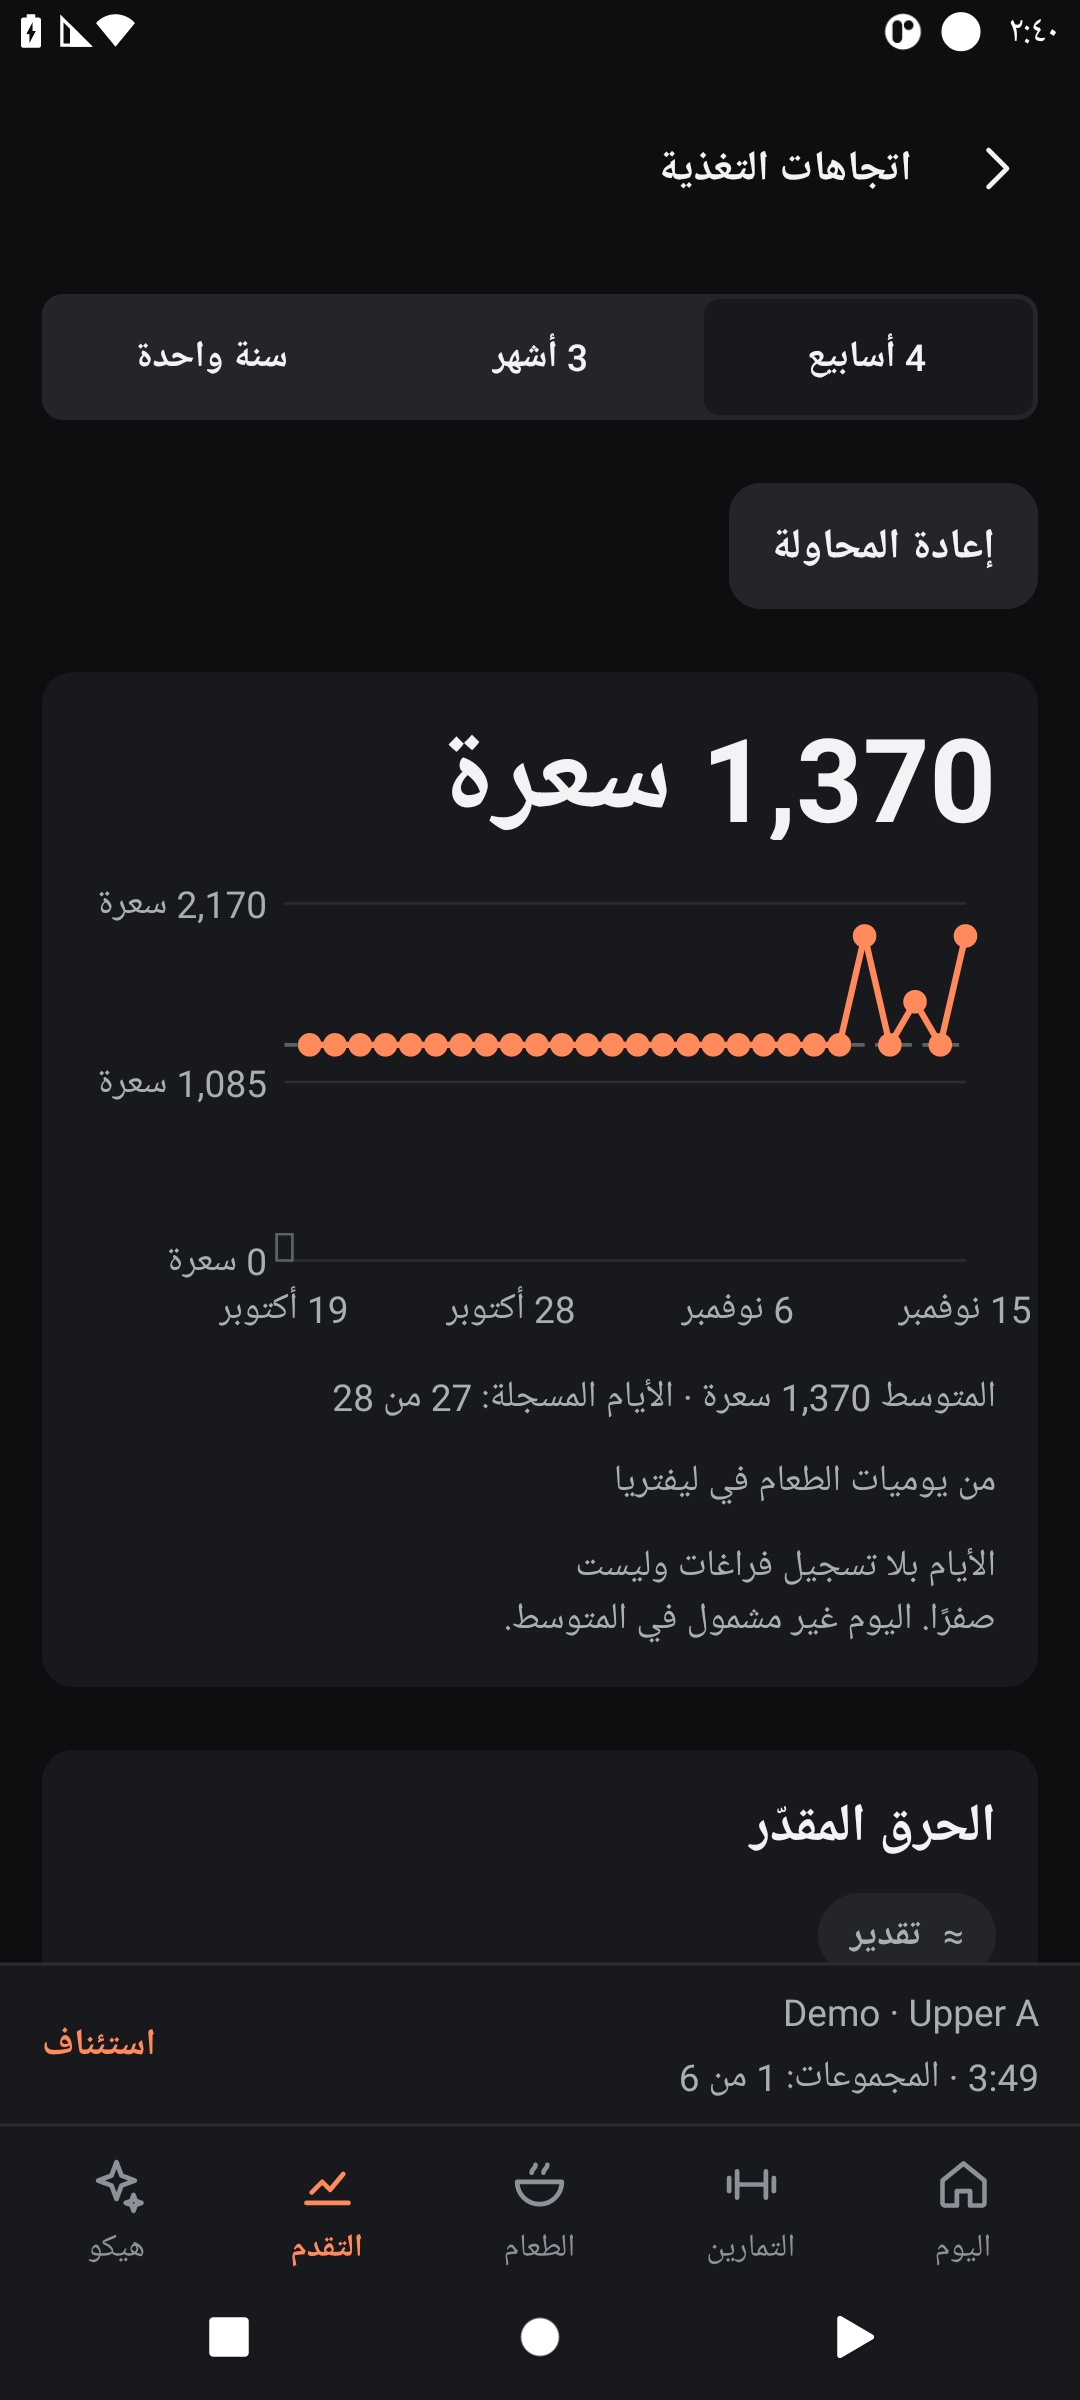 ٢:٤٠
اتجاهات التغذية
4 أسابيع
3 أشهر
سنة واحدة
إعادة المحاولة
1,370 سعرة
2,170 سعرة
1,085 سعرة
0 سعرة
19 أكتوبر
28 أكتوبر
6 نوفمبر
15 نوفمبر
المتوسط 1,370 سعرة · الأيام المسجلة: 27 من 28
من يوميات الطعام في ليفتريا
الأيام بلا تسجيل فراغات وليست
صفرًا. اليوم غير مشمول في المتوسط.
الحرق المقدّر
≈ تقدير
Demo · Upper A
3:49 · المجموعات: 1 من 6
استئناف
اليوم
التمارين
الطعام
التقدم
هيكو